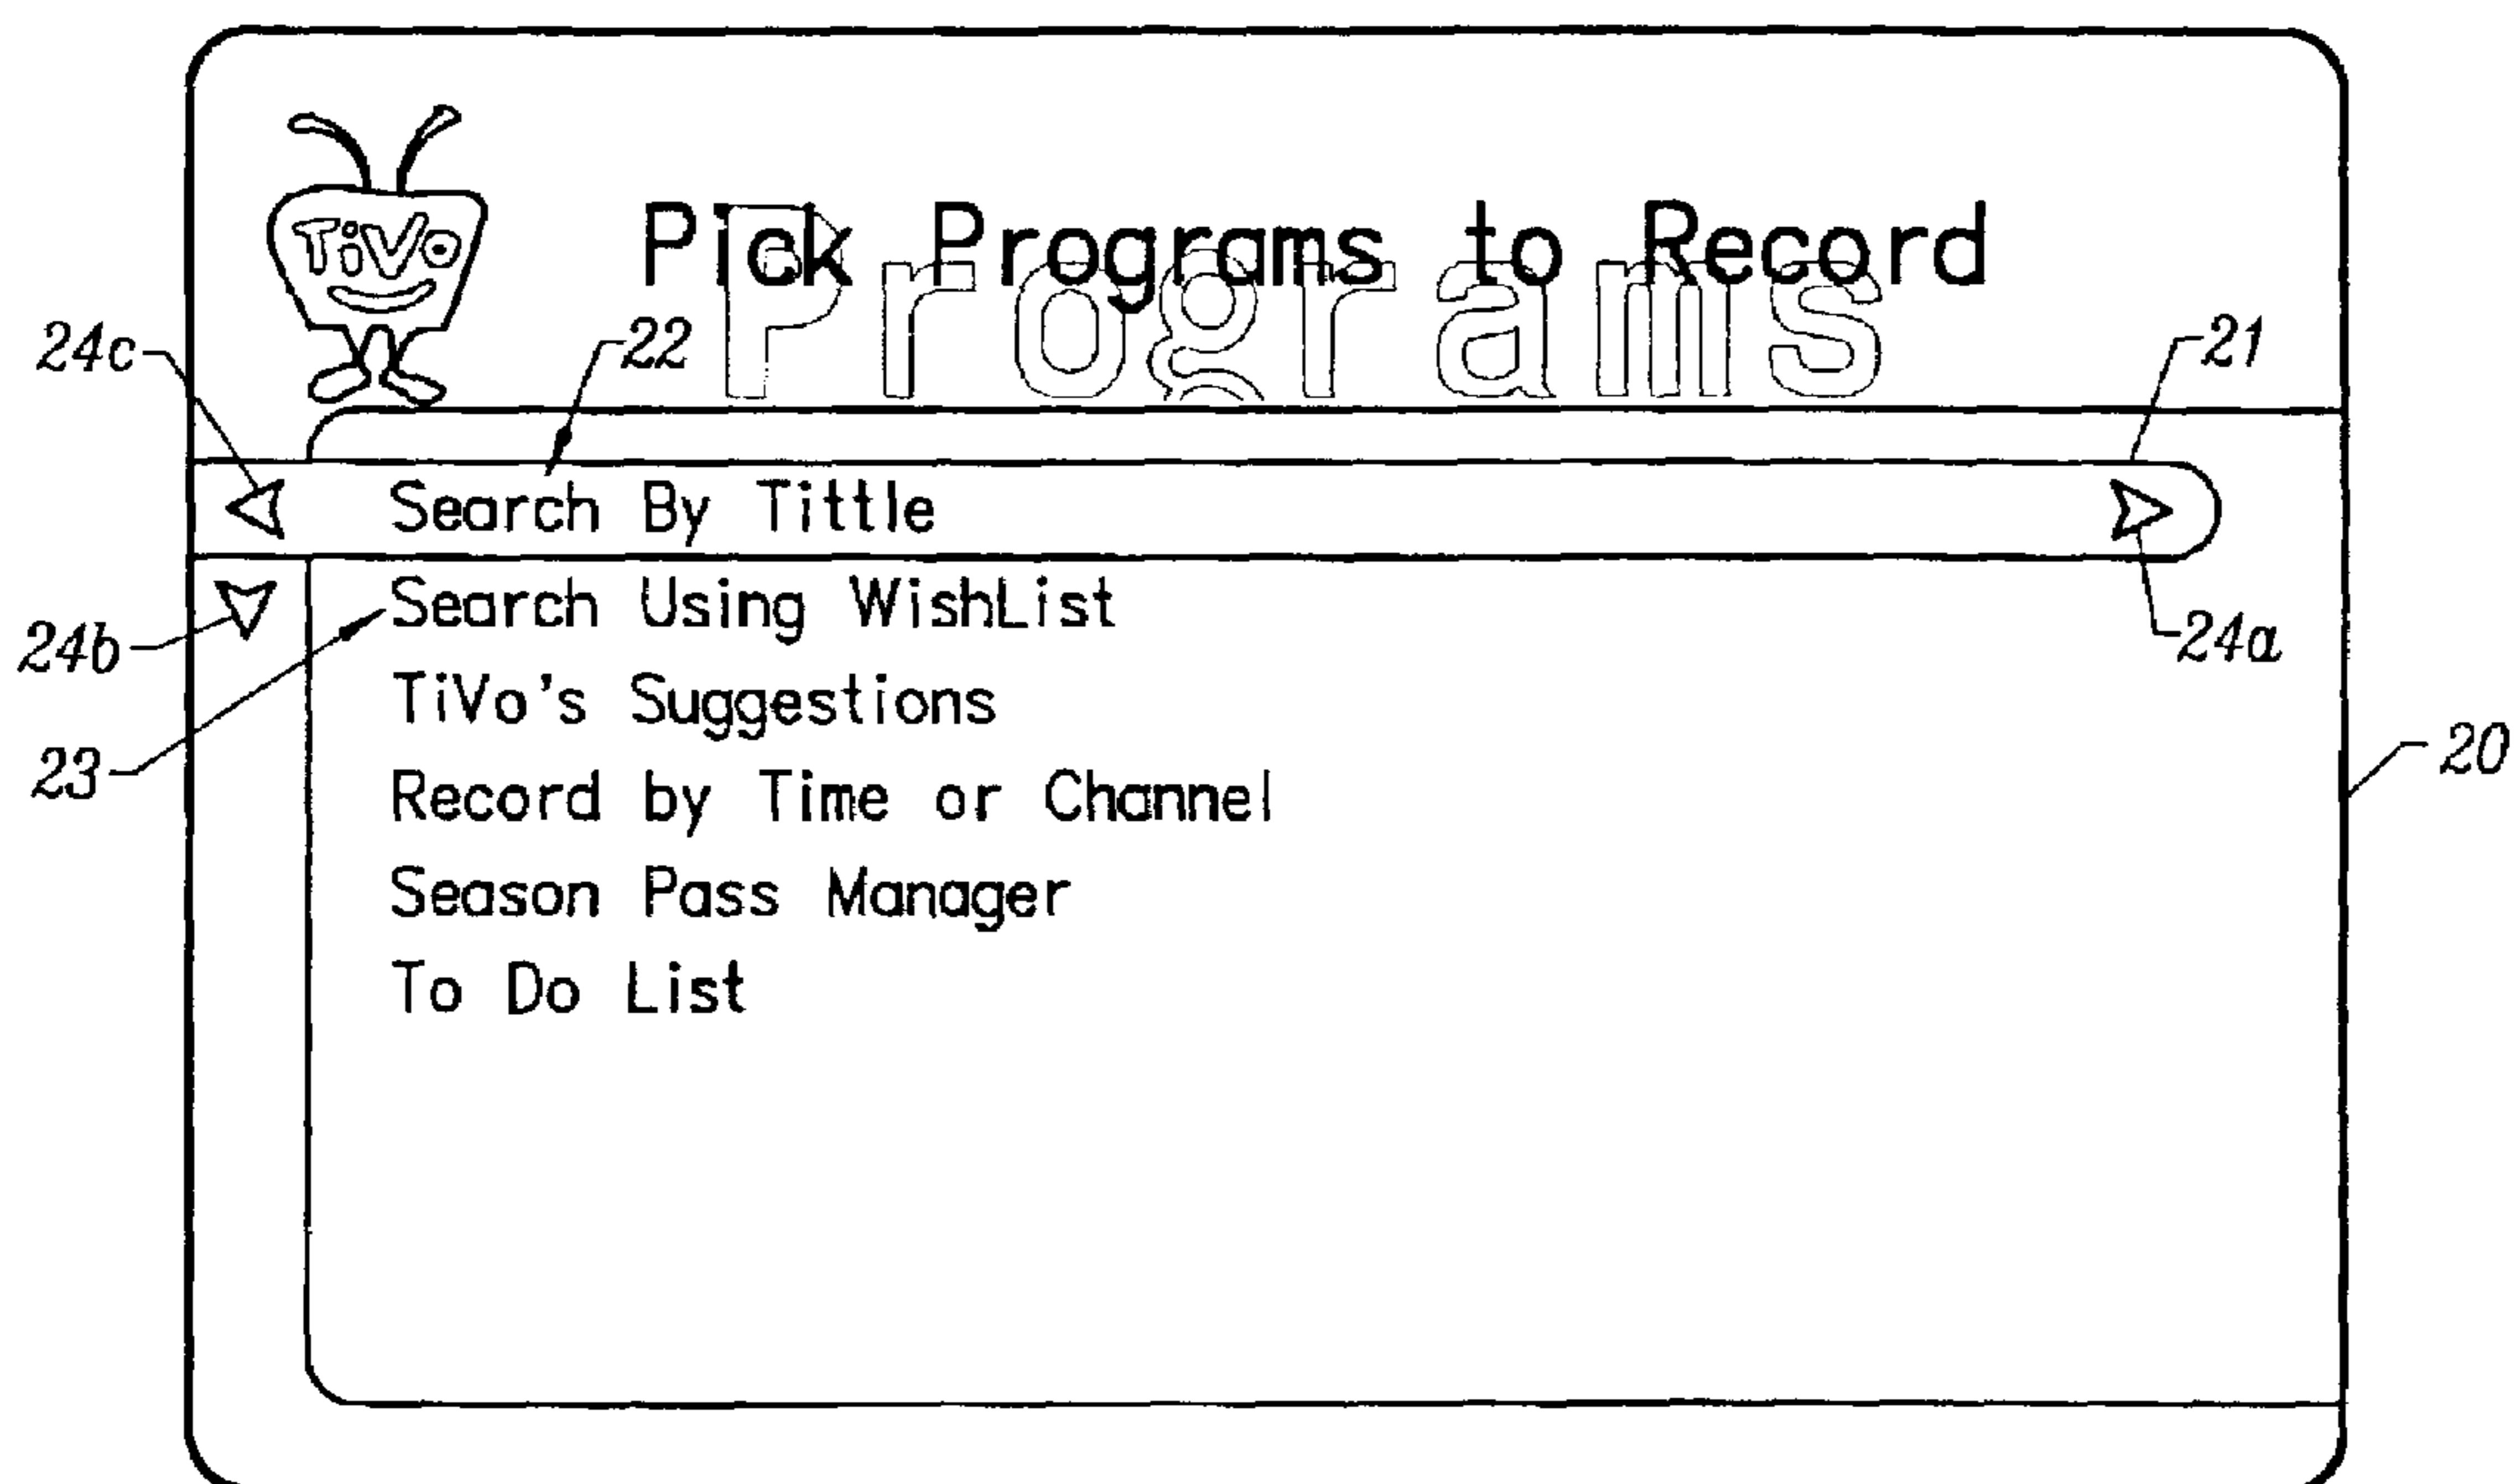 TiVo
Pick Programs to Record
Programs
24c
22
21
Search By Tittle
Search Using WishList
24b
24a
TiVo's Suggestions
23
20
Record by Time or Channel
Season Pass Manager
To Do List